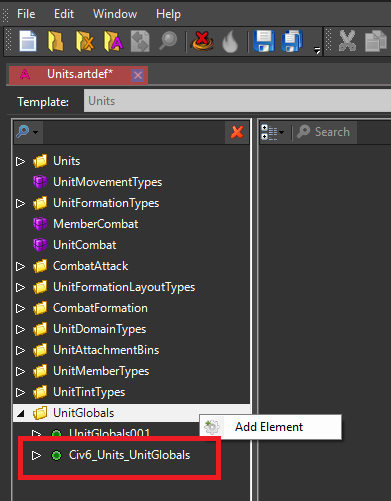 File Edit View Window Help
Units.artdef*
Template: Units
Search
Units
UnitMovementTypes
UnitFormationTypes
MemberCombat
UnitCombat
CombatAttack
UnitFormationLayoutTypes
CombatFormation
UnitDomainTypes
UnitAttachmentBins
UnitMemberTypes
UnitTintTypes
UnitGlobals
Add Element
UnitGlobals001
Civ6_Units_UnitGlobals